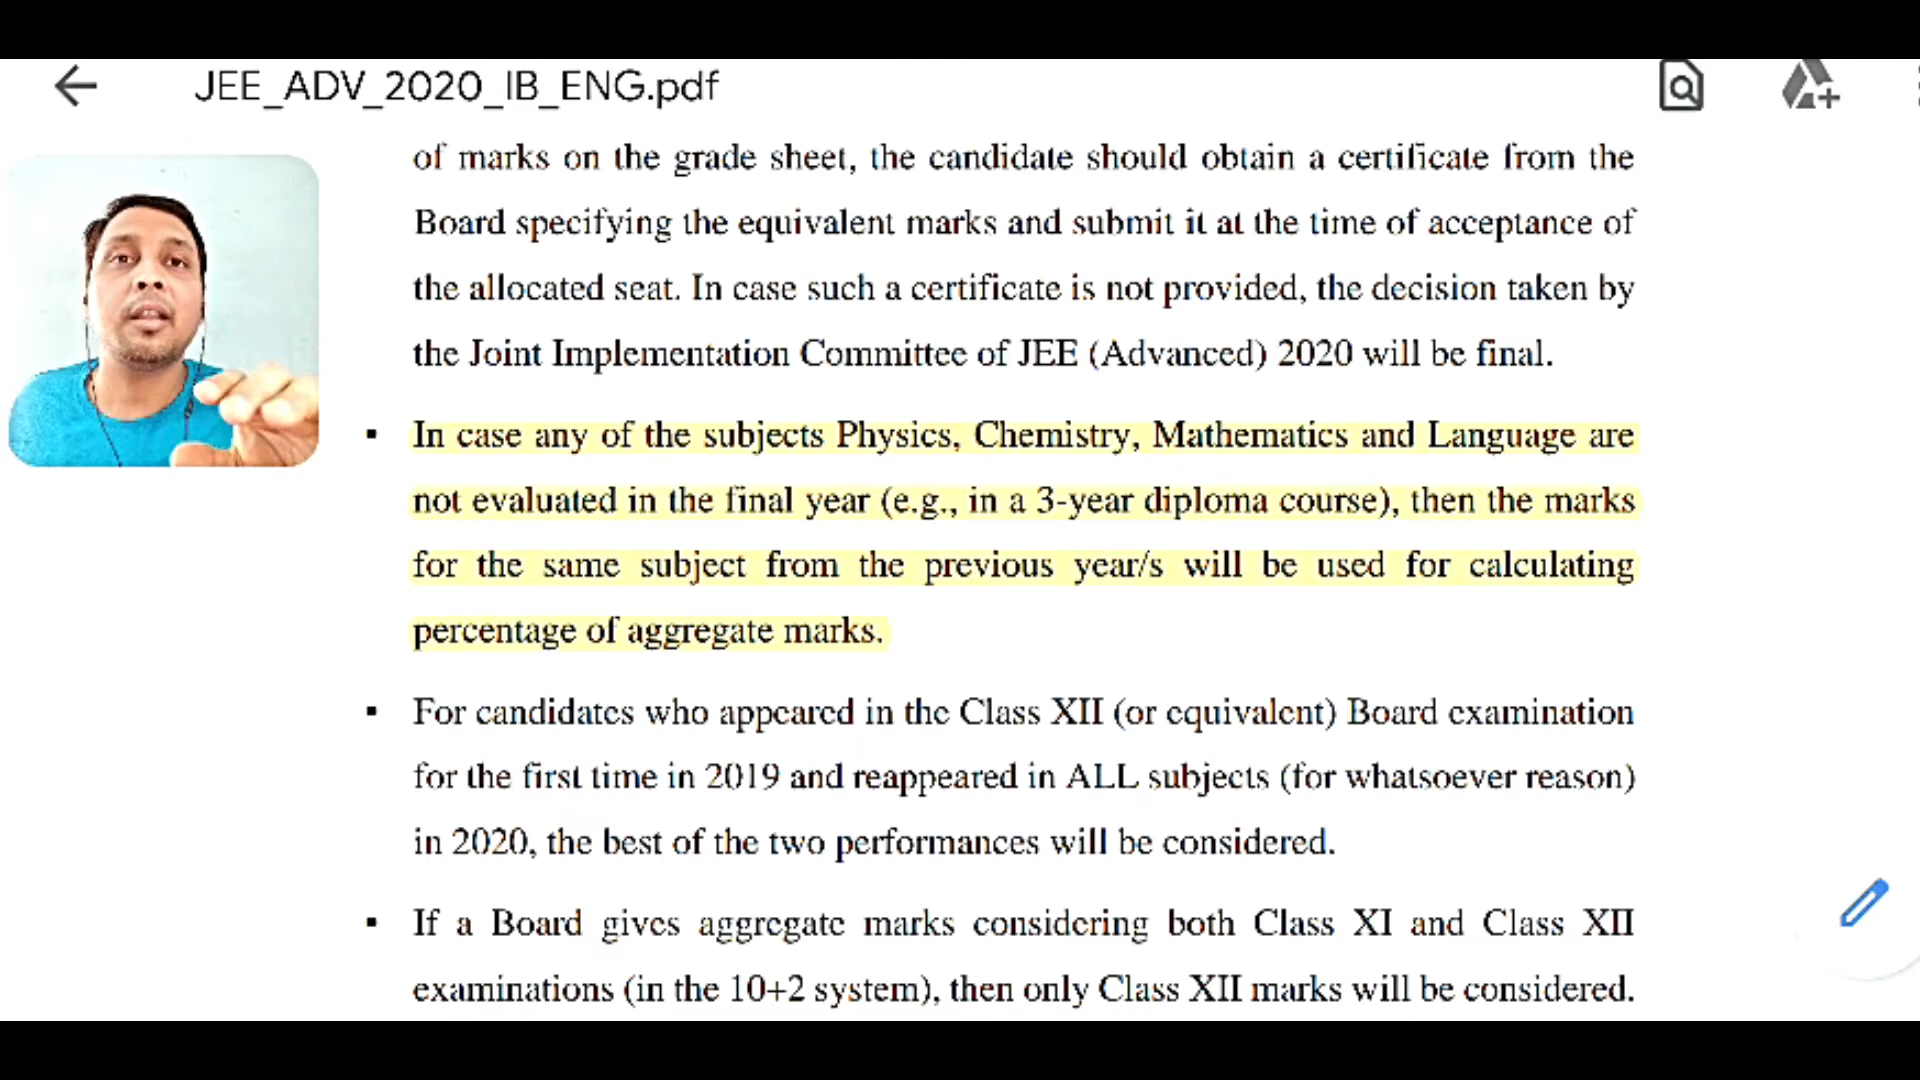 JEE_ADV_2020_IB_ENG.pdf
of marks on the grade sheet, the candidate should obtain a certificate from the
Board specifying the equivalent marks and submit it at the time of acceptance of
the allocated seat. In case such a certificate is not provided, the decision taken by
the Joint Implementation Committee of JEE (Advanced) 2020 will be final.
▪ In case any of the subjects Physics, Chemistry, Mathematics and Language are
not evaluated in the final year (e.g., in a 3-year diploma course), then the marks
for the same subject from the previous year/s will be used for calculating
percentage of aggregate marks.
▪ For candidates who appeared in the Class XII (or equivalent) Board examination
for the first time in 2019 and reappeared in ALL subjects (for whatsoever reason)
in 2020, the best of the two performances will be considered.
▪ If a Board gives aggregate marks considering both Class XI and Class XII
examinations (in the 10+2 system), then only Class XII marks will be considered.